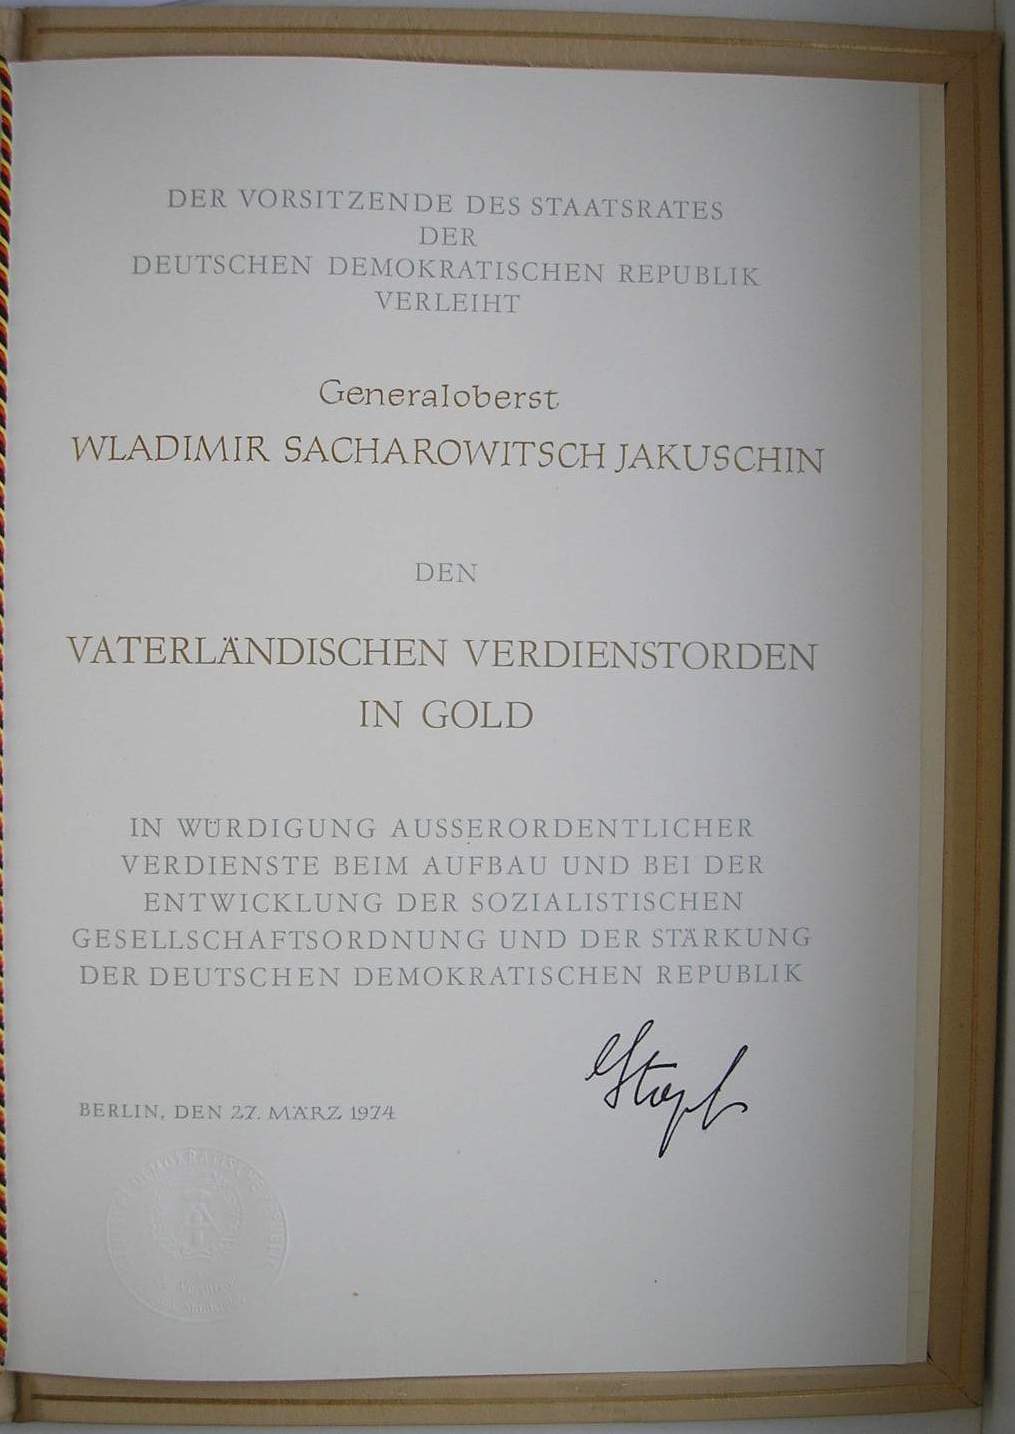 DER VORSITZENDE DES STAATSRATES
DER
DEUTSCHEN DEMOKRATISCHEN REPUBLIK
VERLEIHT
Generaloberst
WLADIMIR SACHAROWITSCH JAKUSCHIN
DEN
VATERLÄNDISCHEN VERDIENSTORDEN
IN GOLD
IN WÜRDIGUNG AUSSERORDENTLICHER
VERDIENSTE BEIM AUFBAU UND BEI DER
ENTWICKLUNG DER SOZIALISTISCHEN
GESELLSCHAFTSORDNUNG UND DER STÄRKUNG
DER DEUTSCHEN DEMOKRATISCHEN REPUBLIK
Stoph
BERLIN, DEN 27. MÄRZ 1974